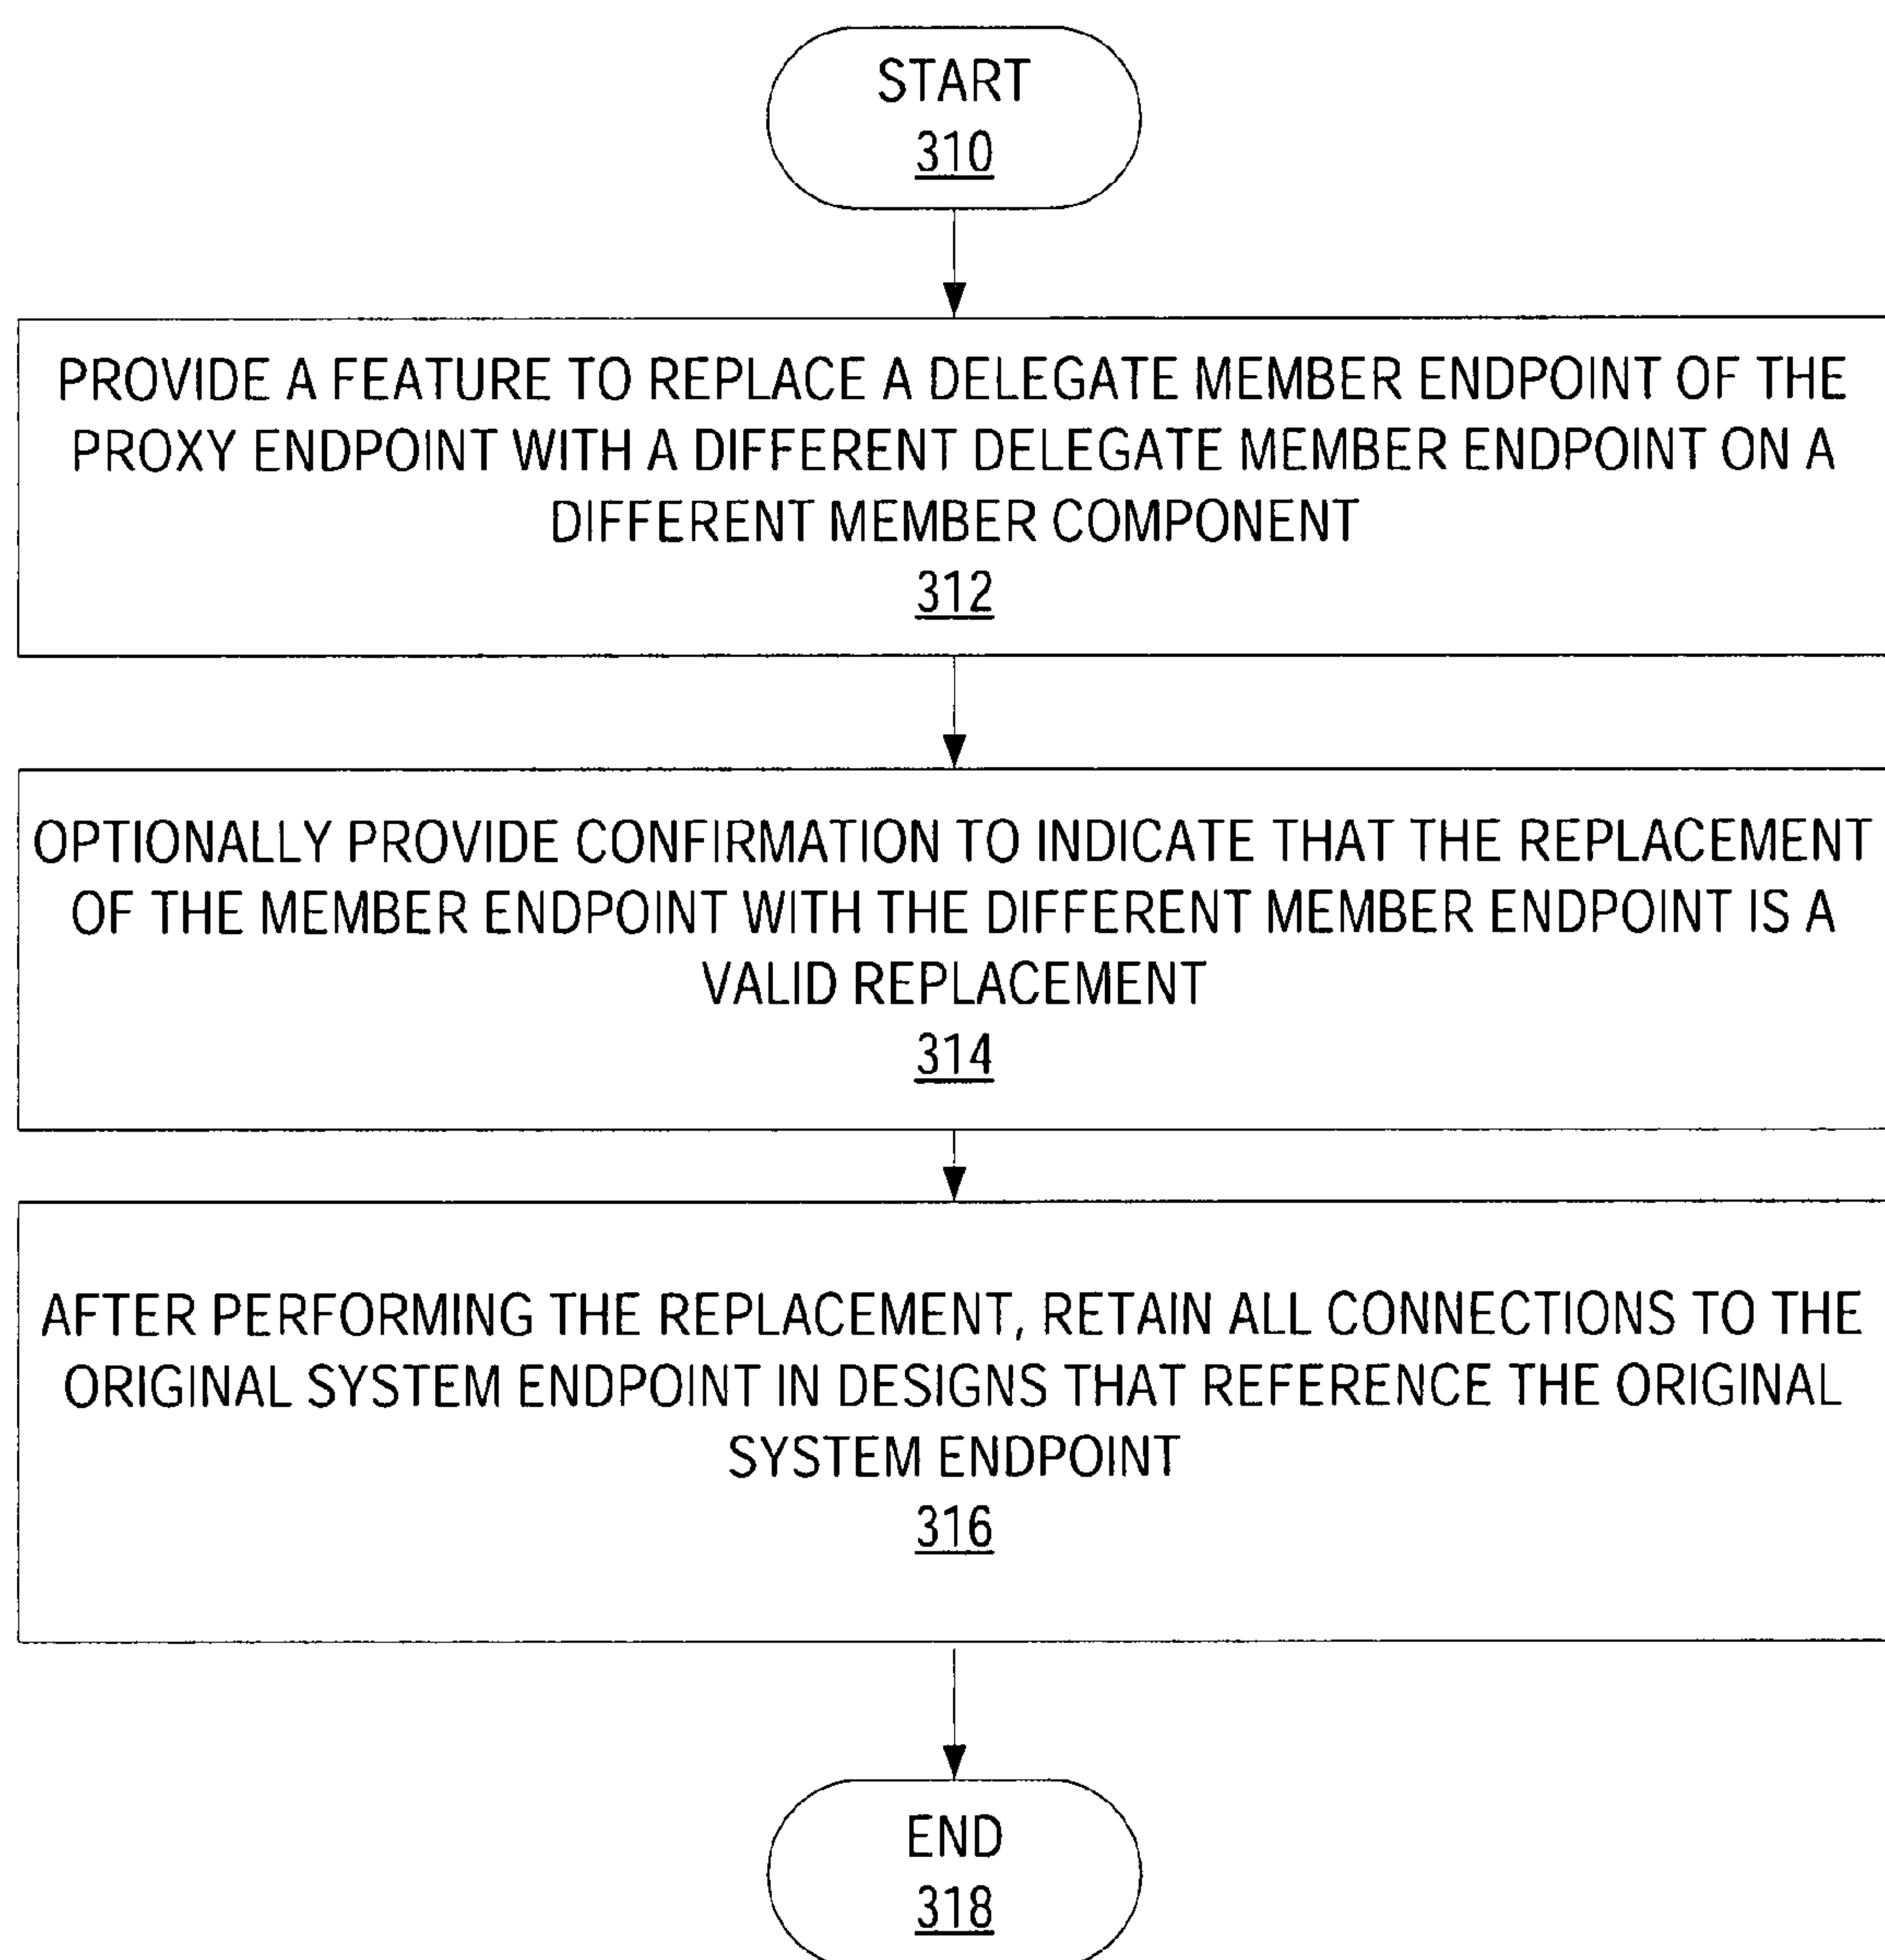 START
310
PROVIDE A FEATURE TO REPLACE A DELEGATE MEMBER ENDPOINT OF THE
PROXY ENDPOINT WITH A DIFFERENT DELEGATE MEMBER ENDPOINT ON A
DIFFERENT MEMBER COMPONENT
312
OPTIONALLY PROVIDE CONFIRMATION TO INDICATE THAT THE REPLACEMENT
OF THE MEMBER ENDPOINT WITH THE DIFFERENT MEMBER ENDPOINT IS A
VALID REPLACEMENT
314
AFTER PERFORMING THE REPLACEMENT, RETAIN ALL CONNECTIONS TO THE
ORIGINAL SYSTEM ENDPOINT IN DESIGNS THAT REFERENCE THE ORIGINAL
SYSTEM ENDPOINT
316
END
318